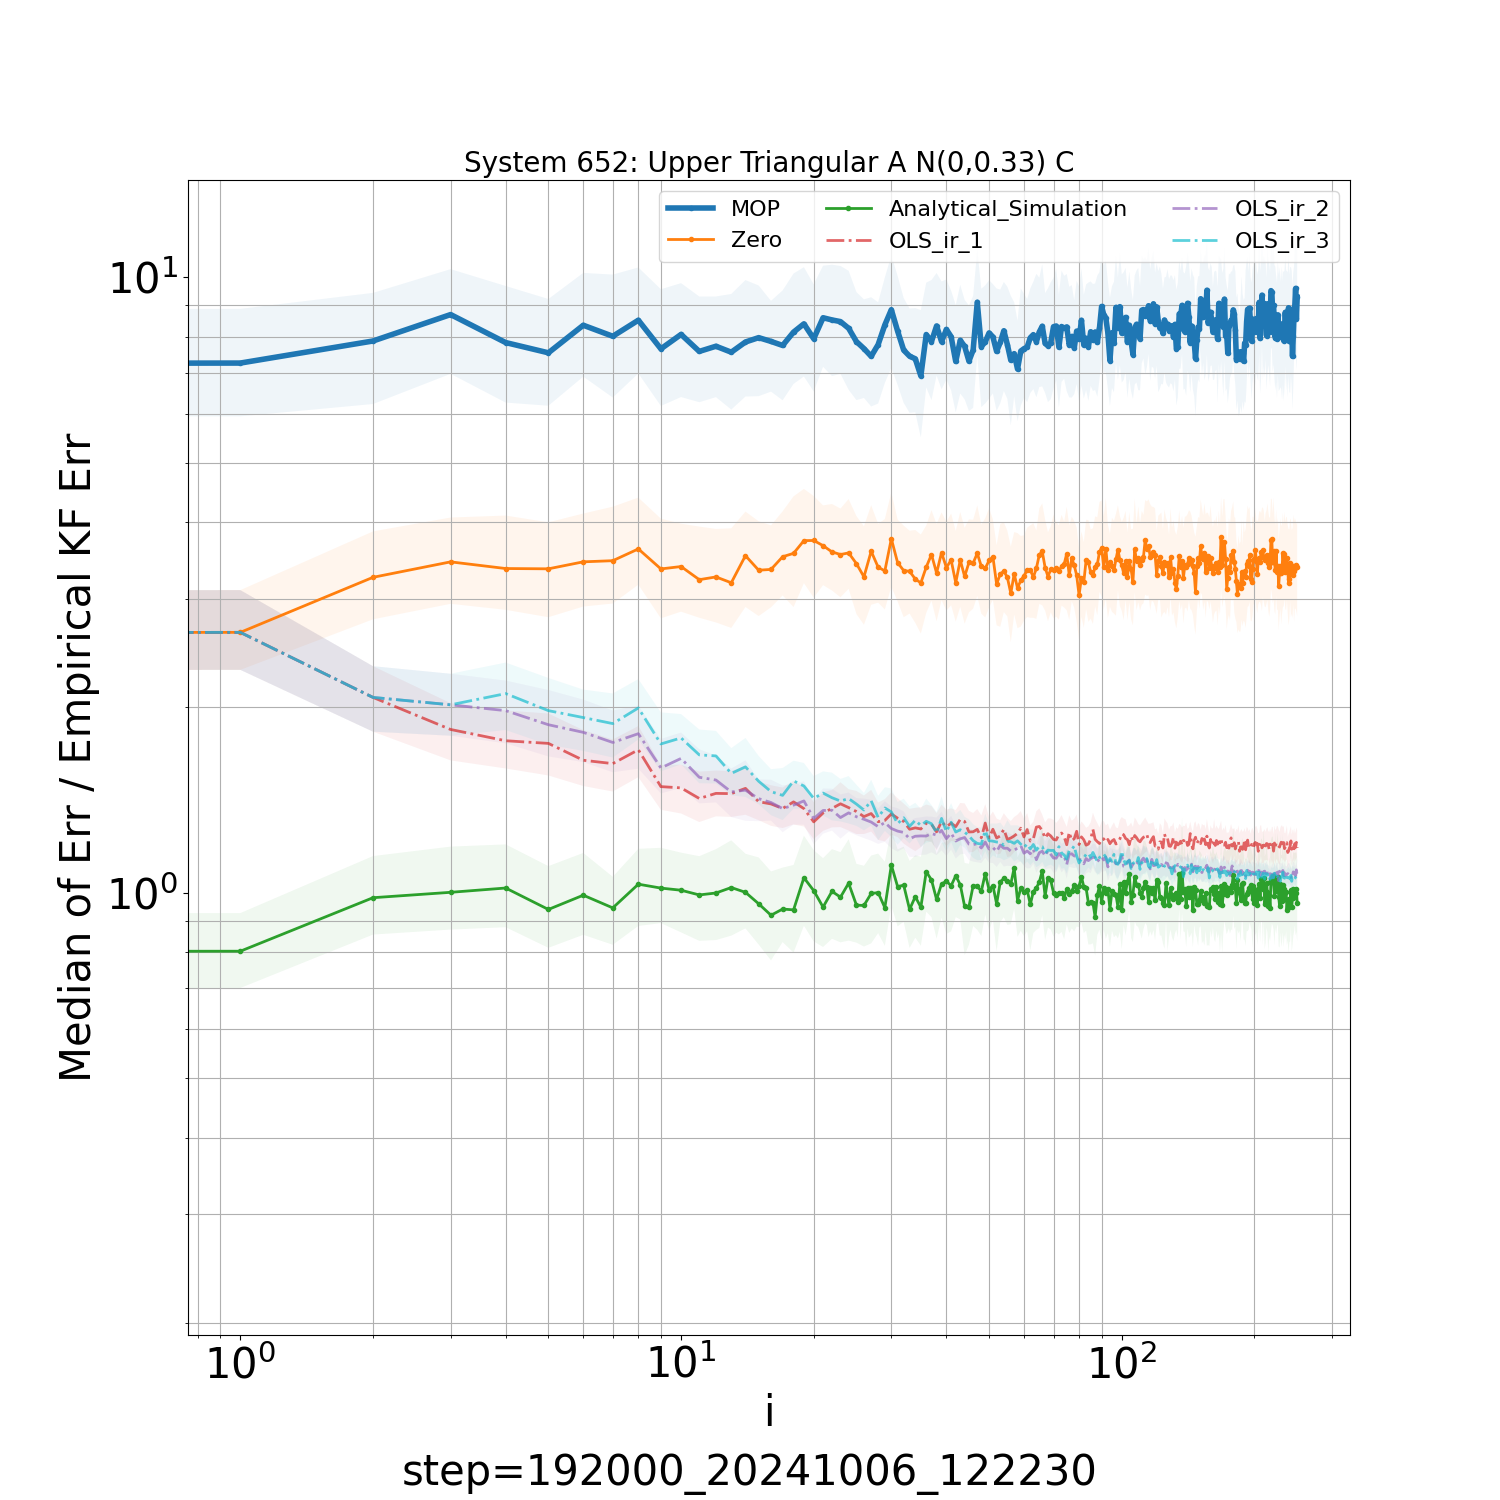 System 652: Upper Triangular A N(0,0.33) C
MOP
Zero
Analytical_Simulation
OLS_ir_1
OLS_ir_2
OLS_ir_3
10¹
10⁰
Median of Err / Empirical KF Err
10⁰ 10¹ 10²
i
step=192000_20241006_122230